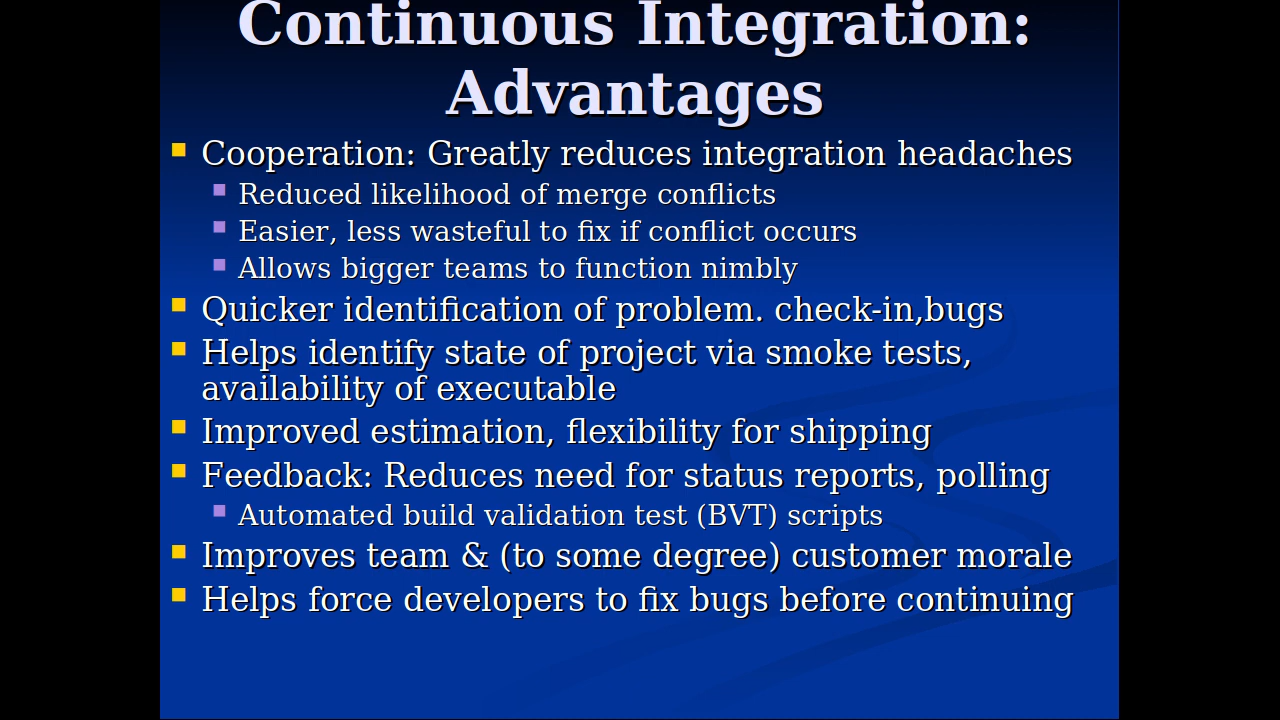 Continuous Integration:
Advantages
Cooperation: Greatly reduces integration headaches
Reduced likelihood of merge conflicts
Easier, less wasteful to fix if conflict occurs
Allows bigger teams to function nimbly
Quicker identification of problem. check-in,bugs
Helps identify state of project via smoke tests,
availability of executable
Improved estimation, flexibility for shipping
Feedback: Reduces need for status reports, polling
Automated build validation test (BVT) scripts
Improves team & (to some degree) customer morale
Helps force developers to fix bugs before continuing